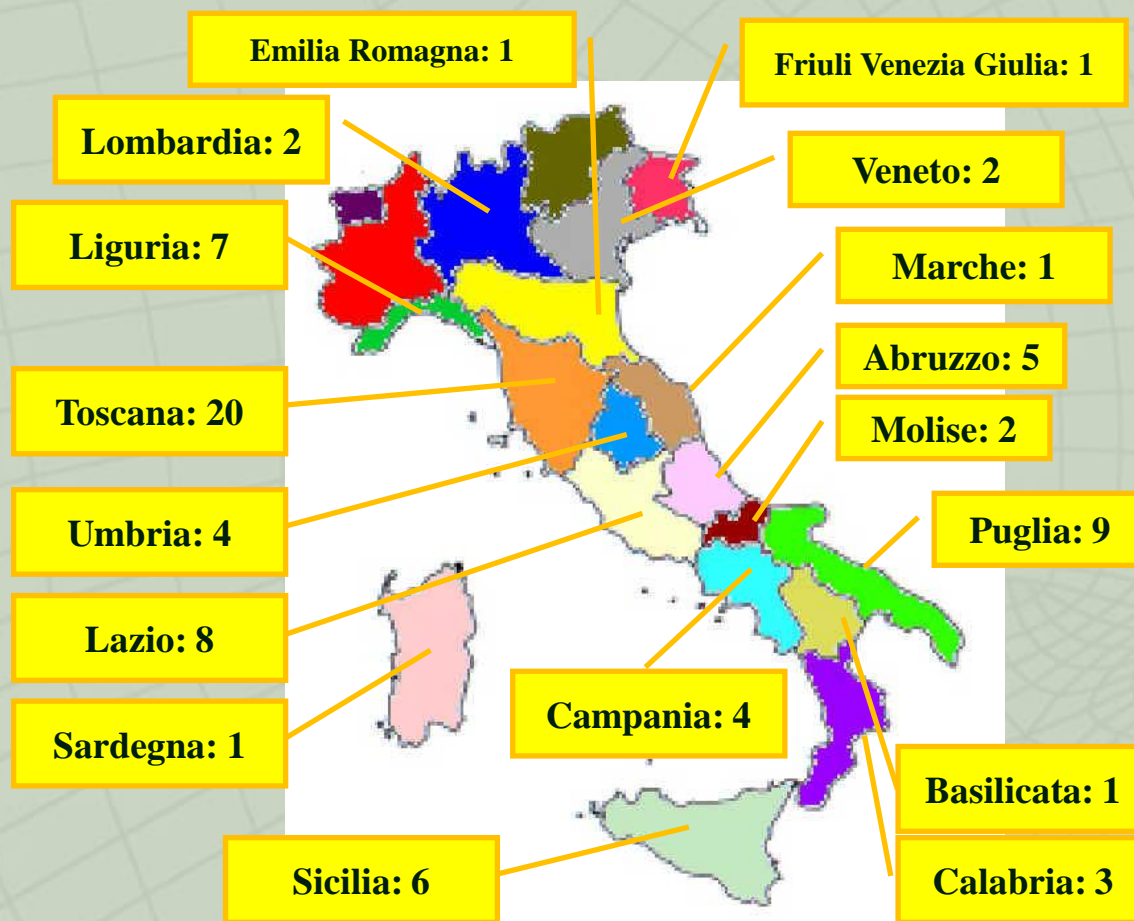 Emilia Romagna: 1
Friuli Venezia Giulia: 1
Lombardia: 2
Veneto: 2
Liguria: 7
Marche: 1
Abruzzo: 5
Toscana: 20
Molise: 2
Umbria: 4
Puglia: 9
Lazio: 8
Campania: 4
Sardegna: 1
Basilicata: 1
Sicilia: 6
Calabria: 3